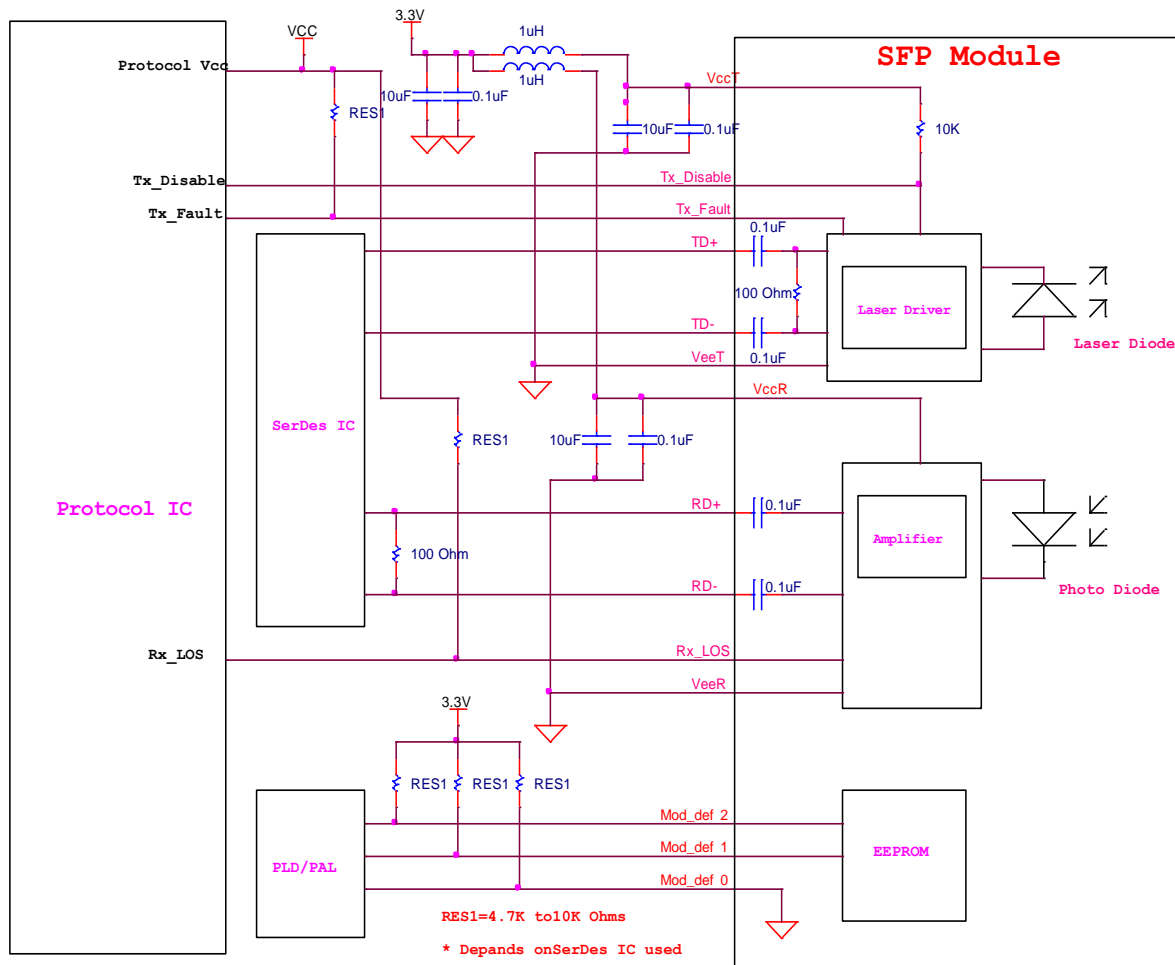 3.3V
VCC
1uH
SFP Module
Protocol Vcc
1uH
VccT
10uF
0.1uF
RES1
10uF
0.1uF
10K
Tx_Disable
Tx_Disable
Tx_Fault
Tx_Fault
0.1uF
TD+
100 Ohm
Laser Driver
TD-
Laser Diode
VeeT
0.1uF
VccR
SerDes IC
RES1
10uF
0.1uF
Protocol IC
RD+
0.1uF
Amplifier
100 Ohm
RD-
0.1uF
Photo Diode
Rx_LOS
Rx_LOS
VeeR
3.3V
RES1
RES1
RES1
Mod_def 2
Mod_def 1
EEPROM
PLD/PAL
Mod_def 0
RES1=4.7K to10K Ohms
* Depands onSerDes IC used